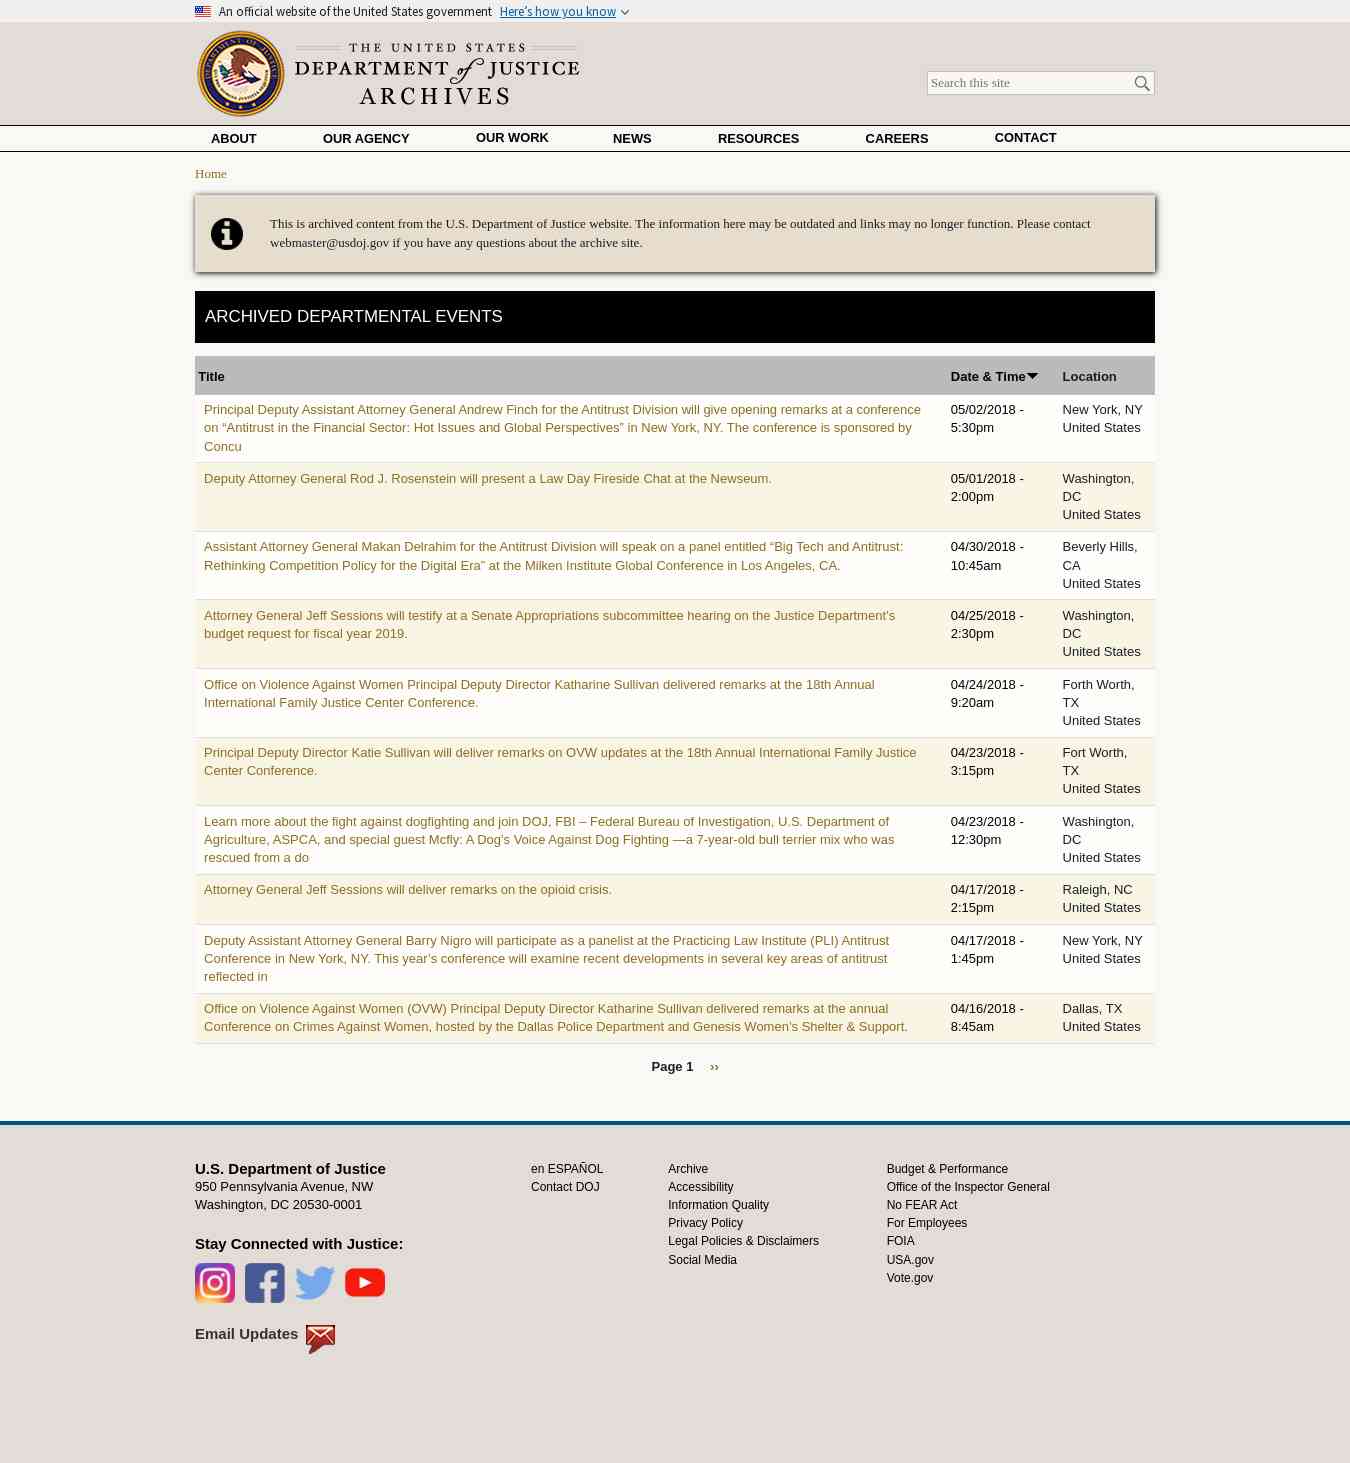 An official website of the United States government Here’s how you know
THE UNITED STATES
DEPARTMENT of JUSTICE
ARCHIVES
Search this site
ABOUT OUR AGENCY OUR WORK NEWS RESOURCES CAREERS CONTACT
Home
This is archived content from the U.S. Department of Justice website. The information here may be outdated and links may no longer function. Please contact
webmaster@usdoj.gov if you have any questions about the archive site.
ARCHIVED DEPARTMENTAL EVENTS
Title Date & Time Location
Principal Deputy Assistant Attorney General Andrew Finch for the Antitrust Division will give opening remarks at a conference 05/02/2018 - New York, NY
on “Antitrust in the Financial Sector: Hot Issues and Global Perspectives” in New York, NY. The conference is sponsored by 5:30pm United States
Concu
Deputy Attorney General Rod J. Rosenstein will present a Law Day Fireside Chat at the Newseum. 05/01/2018 - Washington,
2:00pm DC
United States
Assistant Attorney General Makan Delrahim for the Antitrust Division will speak on a panel entitled “Big Tech and Antitrust: 04/30/2018 - Beverly Hills,
Rethinking Competition Policy for the Digital Era” at the Milken Institute Global Conference in Los Angeles, CA. 10:45am CA
United States
Attorney General Jeff Sessions will testify at a Senate Appropriations subcommittee hearing on the Justice Department’s 04/25/2018 - Washington,
budget request for fiscal year 2019. 2:30pm DC
United States
Office on Violence Against Women Principal Deputy Director Katharine Sullivan delivered remarks at the 18th Annual 04/24/2018 - Forth Worth,
International Family Justice Center Conference. 9:20am TX
United States
Principal Deputy Director Katie Sullivan will deliver remarks on OVW updates at the 18th Annual International Family Justice 04/23/2018 - Fort Worth,
Center Conference. 3:15pm TX
United States
Learn more about the fight against dogfighting and join DOJ, FBI – Federal Bureau of Investigation, U.S. Department of 04/23/2018 - Washington,
Agriculture, ASPCA, and special guest Mcfly: A Dog's Voice Against Dog Fighting —a 7-year-old bull terrier mix who was 12:30pm DC
rescued from a do United States
Attorney General Jeff Sessions will deliver remarks on the opioid crisis. 04/17/2018 - Raleigh, NC
2:15pm United States
Deputy Assistant Attorney General Barry Nigro will participate as a panelist at the Practicing Law Institute (PLI) Antitrust 04/17/2018 - New York, NY
Conference in New York, NY. This year’s conference will examine recent developments in several key areas of antitrust 1:45pm United States
reflected in
Office on Violence Against Women (OVW) Principal Deputy Director Katharine Sullivan delivered remarks at the annual 04/16/2018 - Dallas, TX
Conference on Crimes Against Women, hosted by the Dallas Police Department and Genesis Women’s Shelter & Support. 8:45am United States
Page 1 ››
U.S. Department of Justice en ESPAÑOL Archive Budget & Performance
950 Pennsylvania Avenue, NW Contact DOJ Accessibility Office of the Inspector General
Washington, DC 20530-0001 Information Quality No FEAR Act
Privacy Policy For Employees
Stay Connected with Justice: Legal Policies & Disclaimers FOIA
Social Media USA.gov
Vote.gov
Email Updates